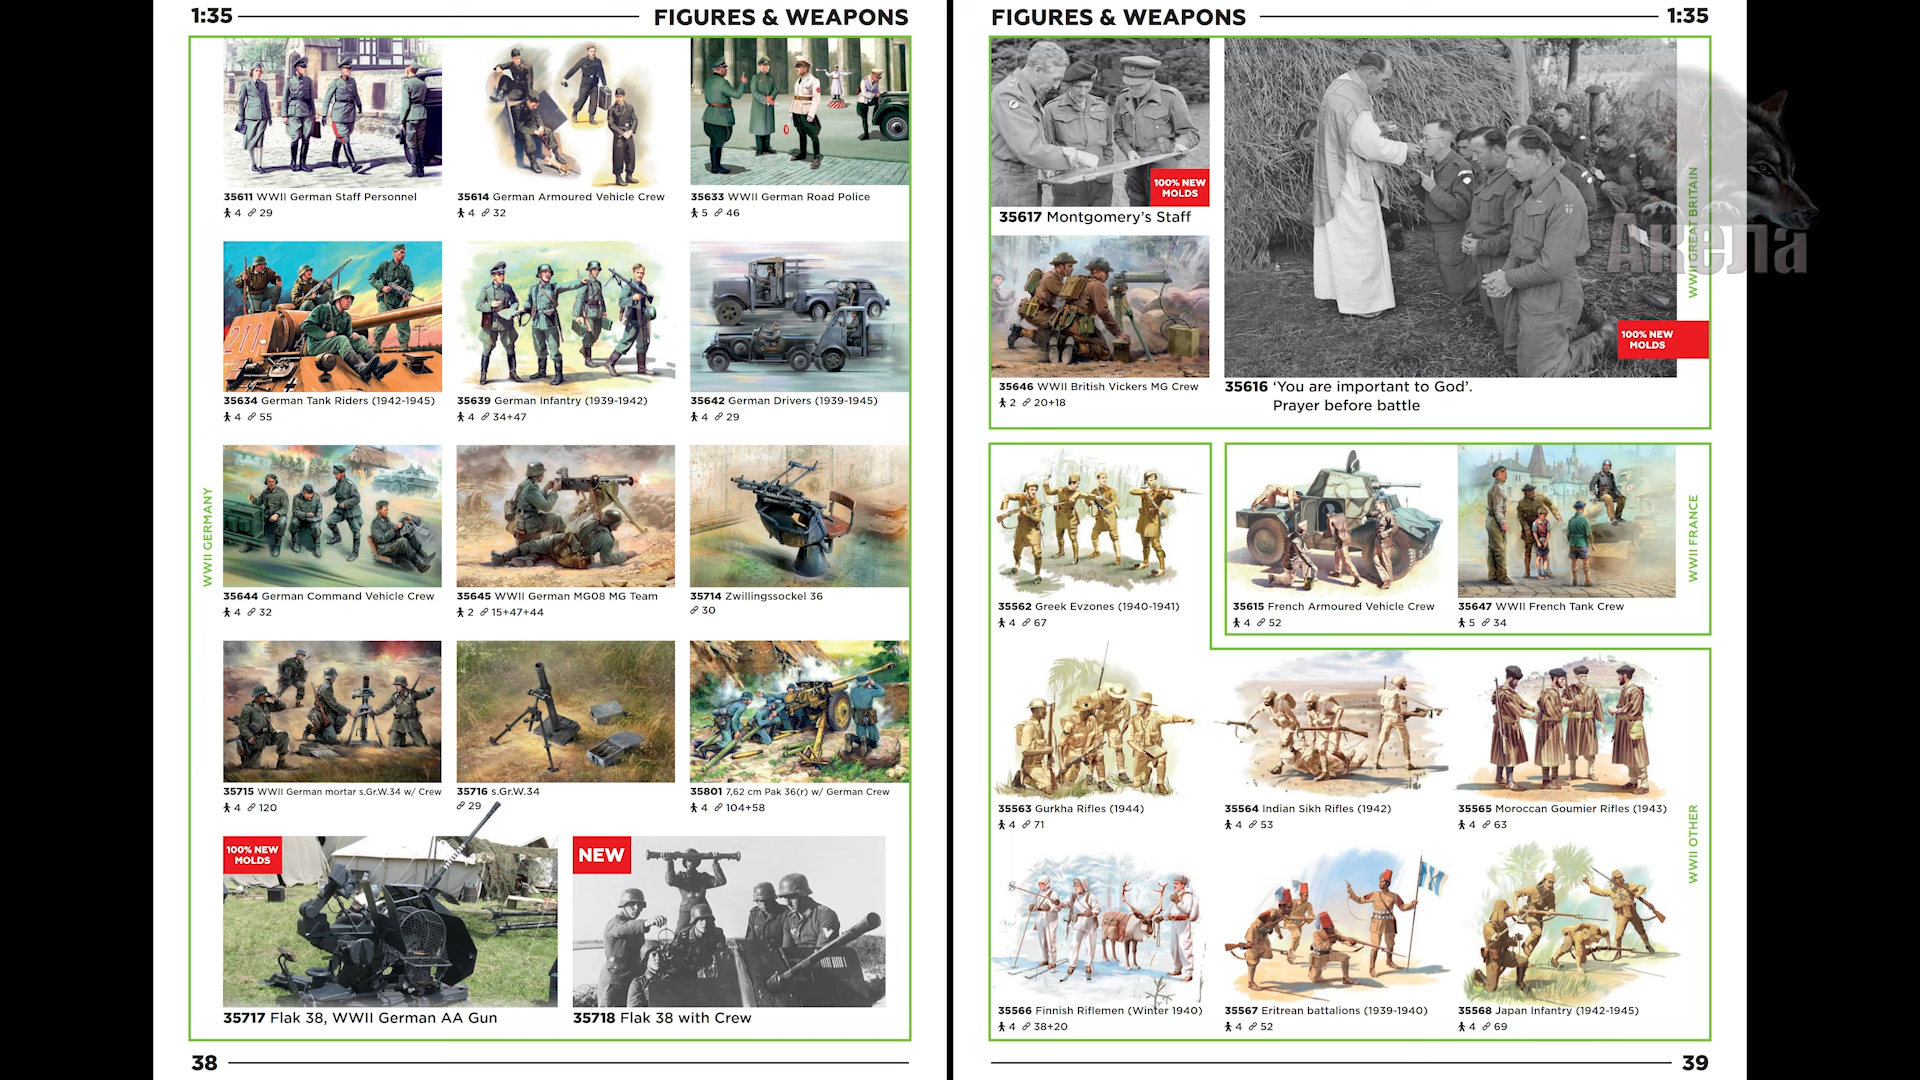 1:35
FIGURES & WEAPONS
35611 WWII German Staff Personnel
4 29
35614 German Armoured Vehicle Crew
4 32
35633 WWII German Road Police
5 46
211
35634 German Tank Riders (1942-1945)
4 55
35639 German Infantry (1939-1942)
4 34+47
35642 German Drivers (1939-1945)
4 29
WWII GERMANY
35644 German Command Vehicle Crew
4 32
35645 WWII German MG08 MG Team
2 15+47+44
35714 Zwillingssockel 36
30
35715 WWII German mortar s.Gr.W.34 w/ Crew
4 120
35716 s.Gr.W.34
29
35801 7,62 cm Pak 36(r) w/ German Crew
4 104+58
100% NEW
MOLDS
35717 Flak 38, WWII German AA Gun
NEW
35718 Flak 38 with Crew
38
FIGURES & WEAPONS
1:35
100% NEW
MOLDS
35617 Montgomery's Staff
35646 WWII British Vickers MG Crew
2 20+18
100% NEW
MOLDS
35616 'You are important to God'.
Prayer before battle
WWII GREAT BRITAIN
Акела
35562 Greek Evzones (1940-1941)
4 67
35615 French Armoured Vehicle Crew
4 52
35647 WWII French Tank Crew
5 34
WWII FRANCE
35563 Gurkha Rifles (1944)
4 71
35564 Indian Sikh Rifles (1942)
4 53
35565 Moroccan Goumier Rifles (1943)
4 63
WWII OTHER
35566 Finnish Riflemen (Winter 1940)
4 38+20
35567 Eritrean battalions (1939-1940)
4 52
35568 Japan Infantry (1942-1945)
4 69
39